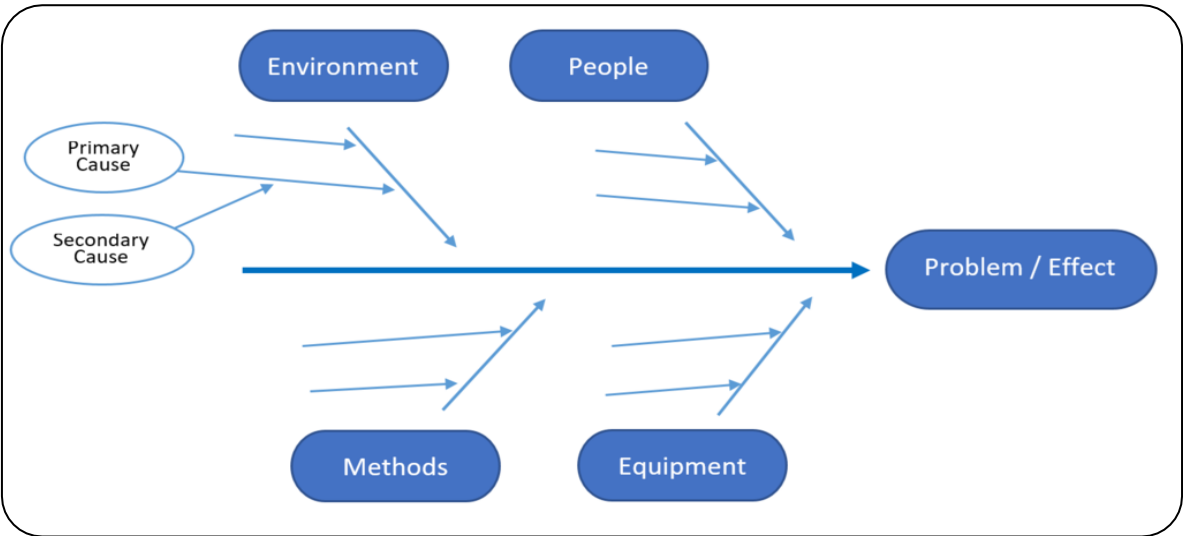 Environment
People
Primary
Cause
Secondary
Cause
Problem / Effect
Methods
Equipment